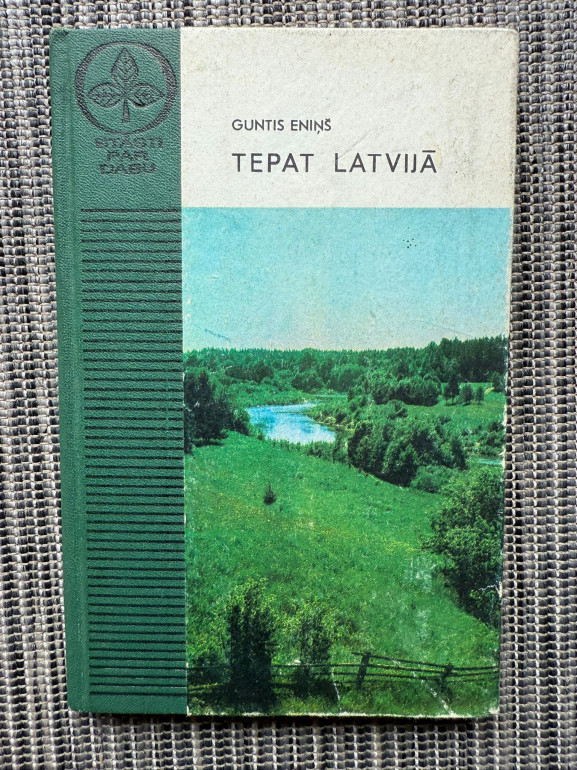 GUNTIS ENIŅŠ
TEPAT LATVIJĀ
STĀSTI
PAR
DABU